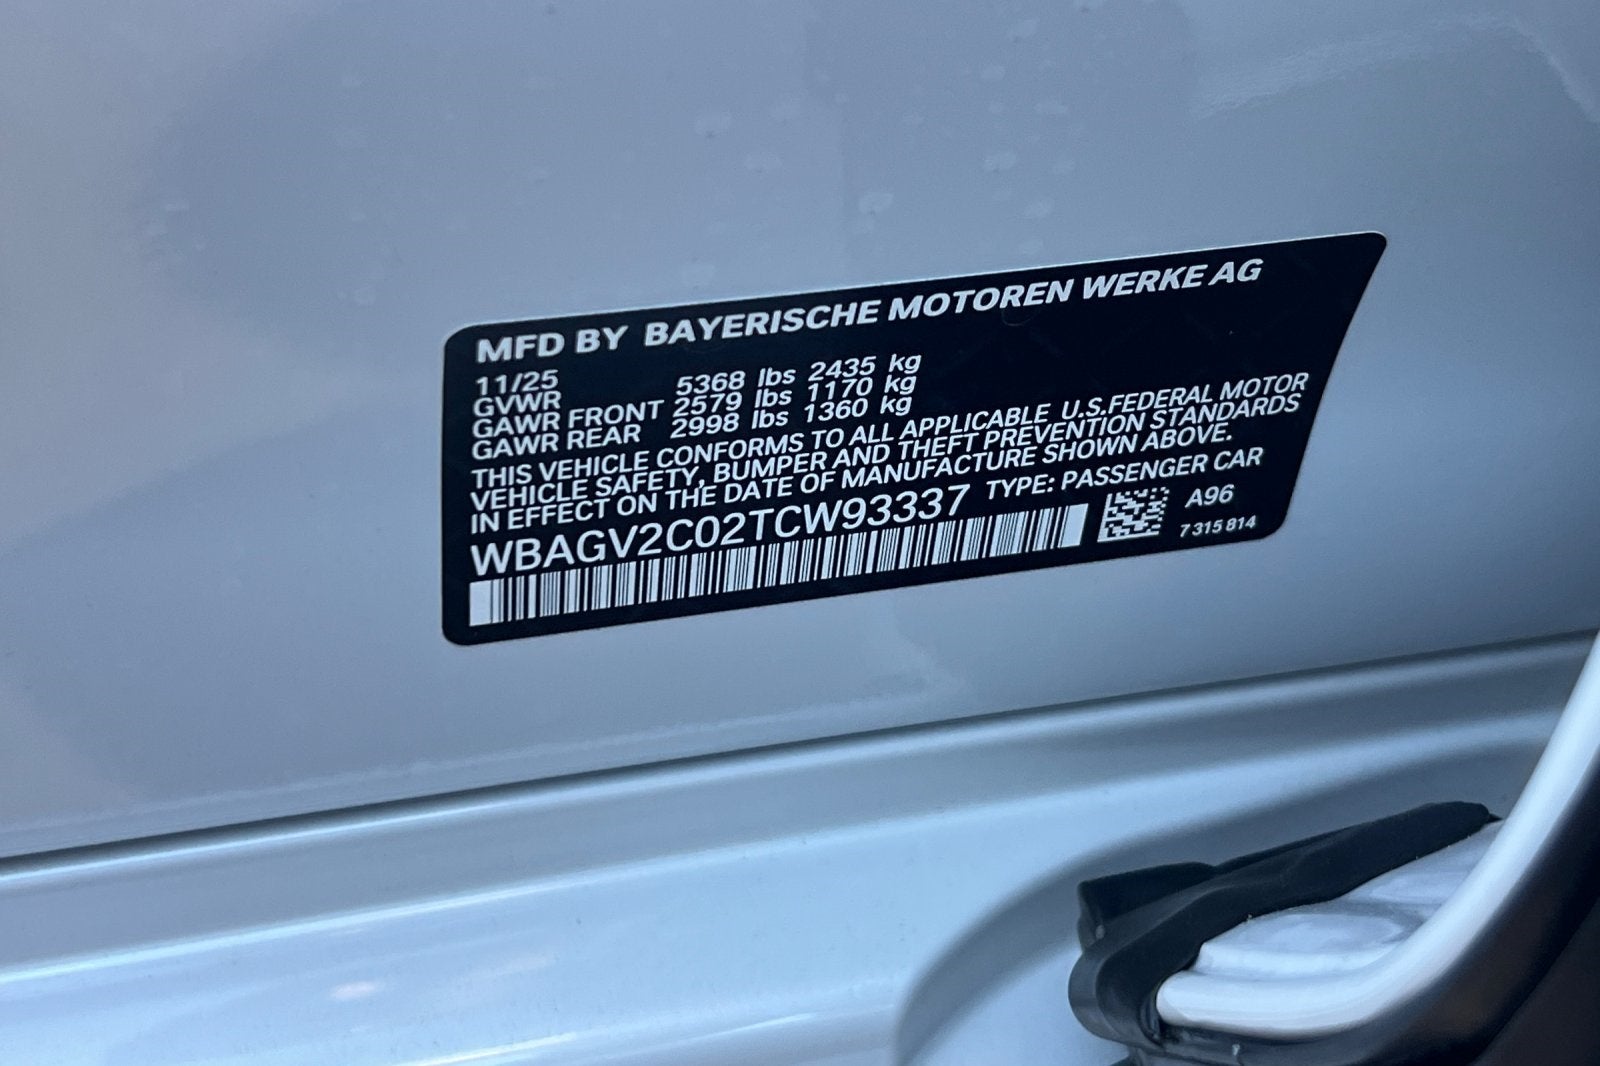 MFD BY BAYERISCHE MOTOREN WERKE AG
11/25
GVWR 5368 lbs 2435 kg
GAWR FRONT 2579 lbs 1170 kg
GAWR REAR 2998 lbs 1360 kg
THIS VEHICLE CONFORMS TO ALL APPLICABLE U.S.FEDERAL MOTOR
VEHICLE SAFETY, BUMPER AND THEFT PREVENTION STANDARDS
IN EFFECT ON THE DATE OF MANUFACTURE SHOWN ABOVE.
WBAGV2C02TCW93337 TYPE: PASSENGER CAR
A96
7 315 814